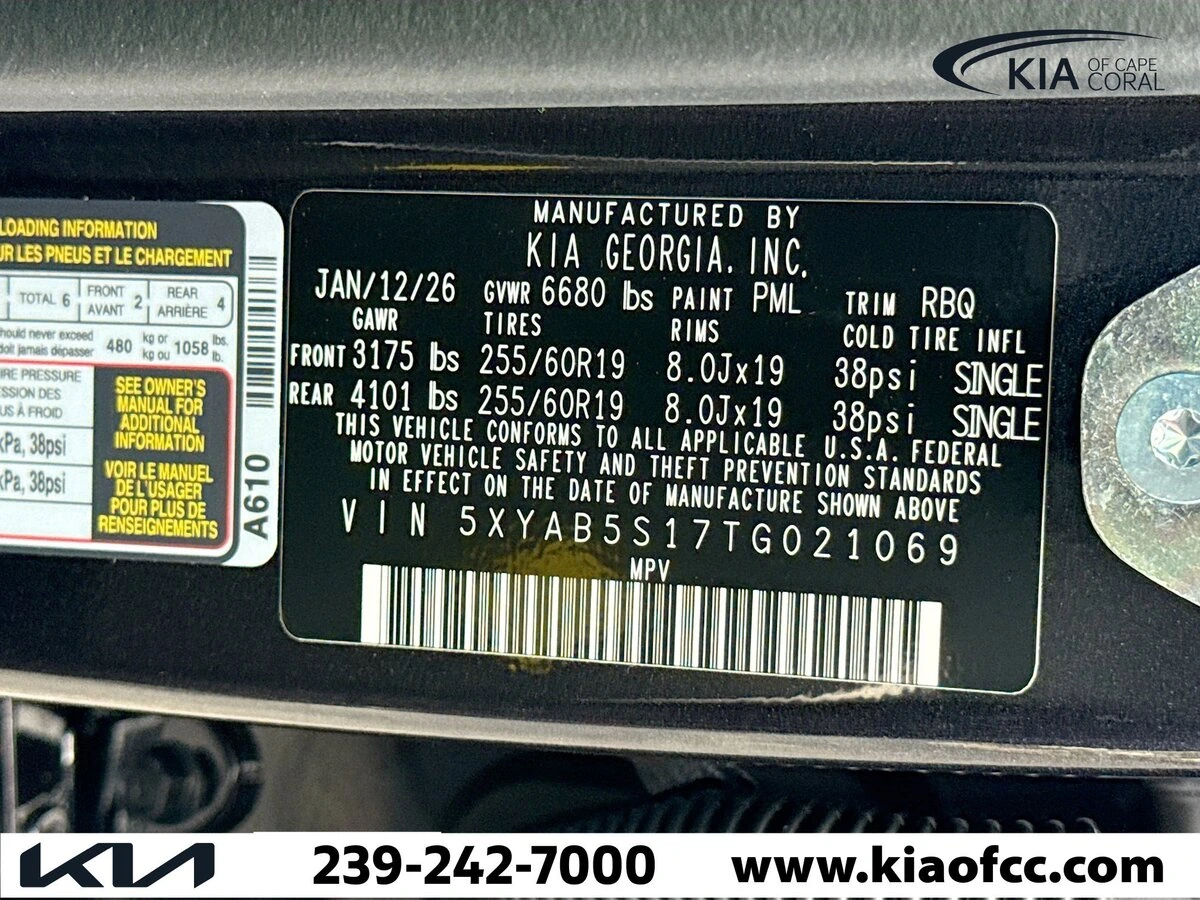 KIA OF CAPE CORAL
LOADING INFORMATION
UR LES PNEUS ET LE CHARGEMENT
TOTAL 6 FRONT AVANT 2 REAR ARRIÈRE 4
should never exceed
doit jamais dépasser 480 kg or kg ou 1058 lbs. lb.
IRE PRESSURE
SSION DES
US À FROID
kPa, 38psi
kPa, 38psi
SEE OWNER'S
MANUAL FOR
ADDITIONAL
INFORMATION
VOIR LE MANUEL
DE L'USAGER
POUR PLUS DE
RENSEIGNEMENTS
A610
MANUFACTURED BY
KIA GEORGIA, INC.
JAN/12/26 GVWR 6680 lbs PAINT PML TRIM RBQ
GAWR TIRES RIMS COLD TIRE INFL
FRONT 3175 lbs 255/60R19 8.0Jx19 38psi SINGLE
REAR 4101 lbs 255/60R19 8.0Jx19 38psi SINGLE
THIS VEHICLE CONFORMS TO ALL APPLICABLE U.S.A. FEDERAL
MOTOR VEHICLE SAFETY AND THEFT PREVENTION STANDARDS
IN EFFECT ON THE DATE OF MANUFACTURE SHOWN ABOVE
VIN 5XYAB5S17TG021069
MPV
KIA 239-242-7000 www.kiaofcc.com